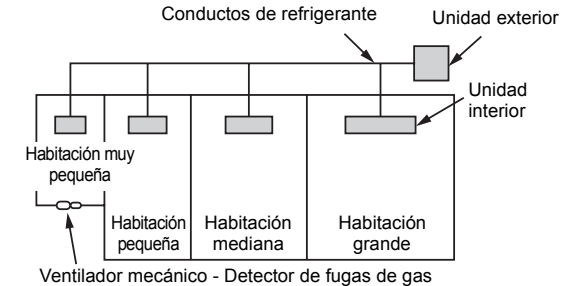 Conductos de refrigerante
Unidad exterior
Unidad
interior
Habitación muy
pequeña
Habitación
pequeña
Habitación
mediana
Habitación
grande
Ventilador mecánico - Detector de fugas de gas